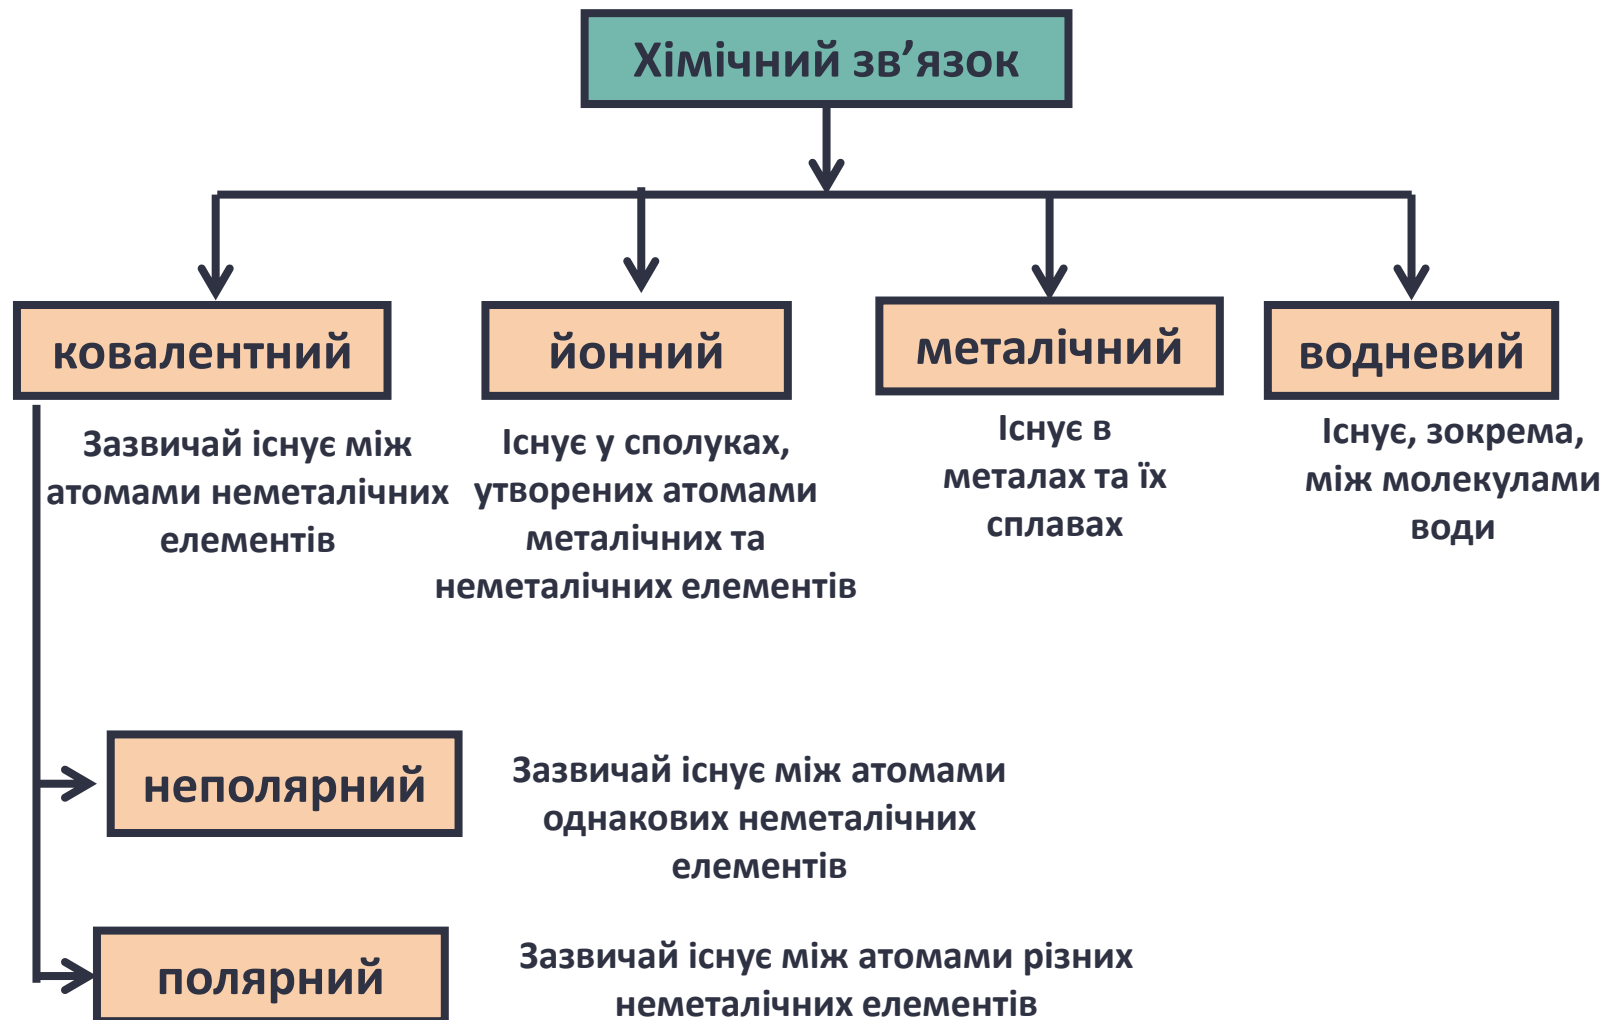 Хімічний зв’язок
ковалентний
Зазвичай існує між
атомами неметалічних
елементів
йонний
Існує у сполуках,
утворених атомами
металічних та
неметалічних елементів
металічний
Існує в
металах та їх
сплавах
водневий
Існує, зокрема,
між молекулами
води
неполярний
Зазвичай існує між атомами
однакових неметалічних
елементів
полярний
Зазвичай існує між атомами різних
неметалічних елементів